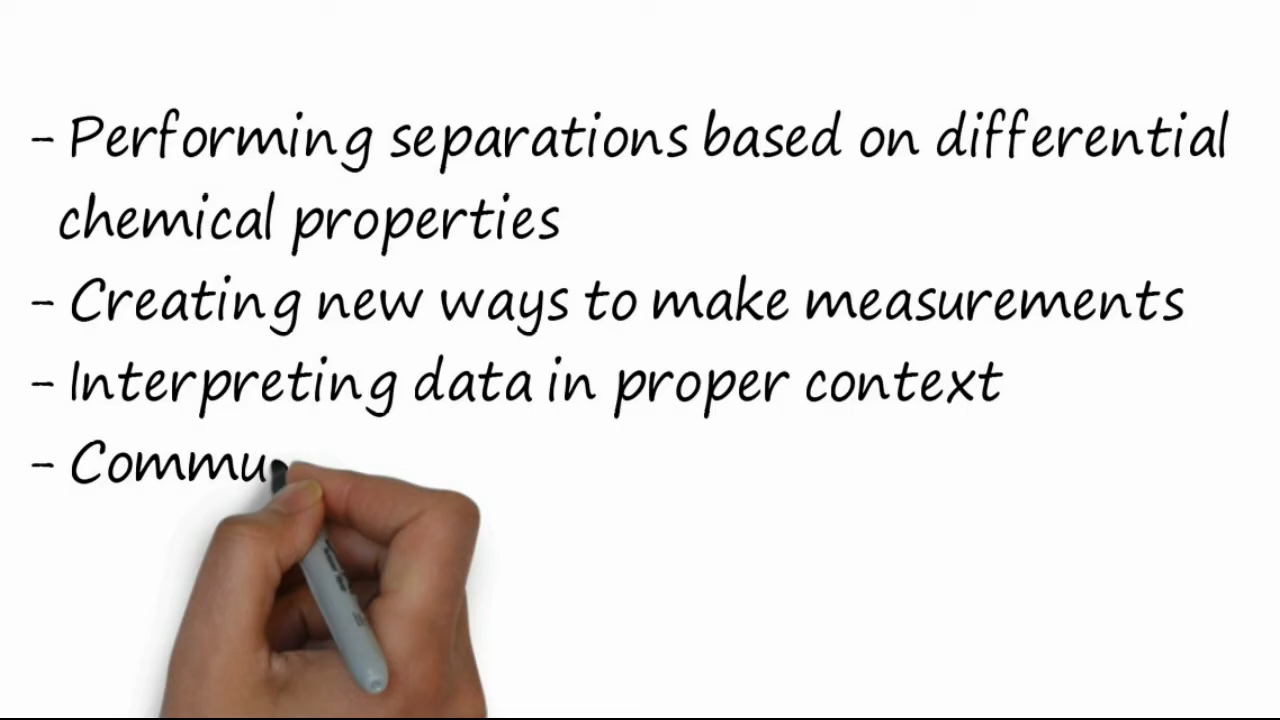 - Performing separations based on differential
chemical properties
- Creating new ways to make measurements
- Interpreting data in proper context
- Commu